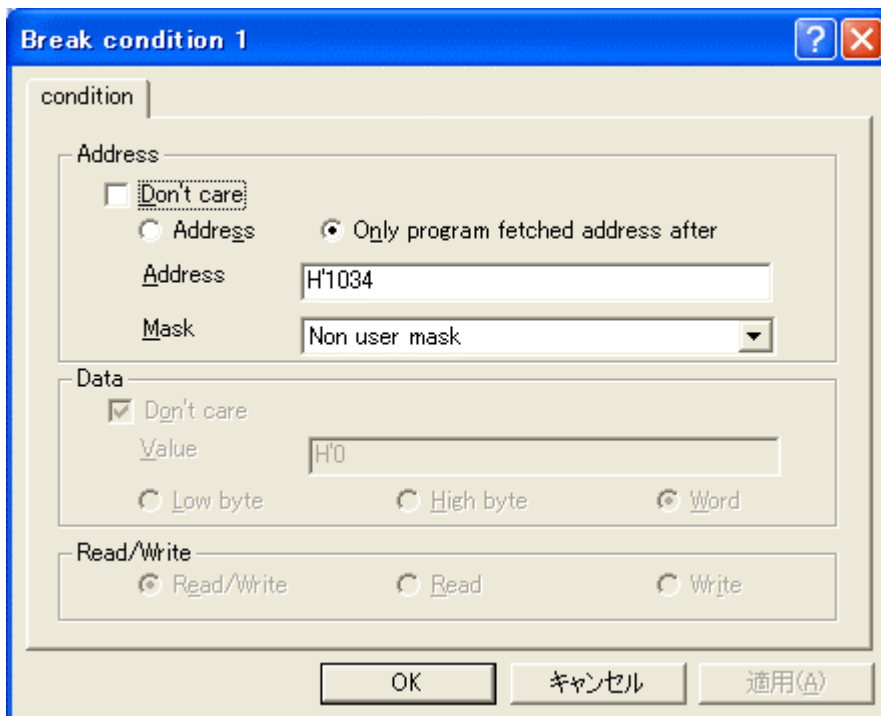 Break condition 1
condition
Address
Don't care
Address Only program fetched address after
Address H'1034
Mask Non user mask
Data
Don't care
Value H'0
Low byte High byte Word
Read/Write
Read/Write Read Write
OK キャンセル 適用(A)